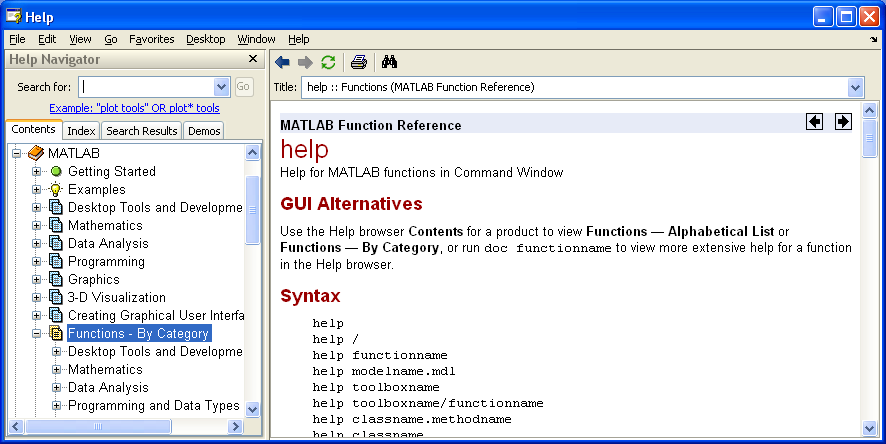 Help
File Edit View Go Favorites Desktop Window Help
Help Navigator
Search for:
Go
Example: "plot tools" OR plot* tools
Contents Index Search Results Demos
MATLAB
Getting Started
Examples
Desktop Tools and Developme
Mathematics
Data Analysis
Programming
Graphics
3-D Visualization
Creating Graphical User Interfa
Functions - By Category
Desktop Tools and Developme
Mathematics
Data Analysis
Programming and Data Types
Title: help :: Functions (MATLAB Function Reference)
MATLAB Function Reference
help
Help for MATLAB functions in Command Window
GUI Alternatives
Use the Help browser Contents for a product to view Functions — Alphabetical List or
Functions — By Category, or run doc functionname to view more extensive help for a function
in the Help browser.
Syntax
help
help /
help functionname
help modelname.mdl
help toolboxname
help toolboxname/functionname
help classname.methodname
help classname